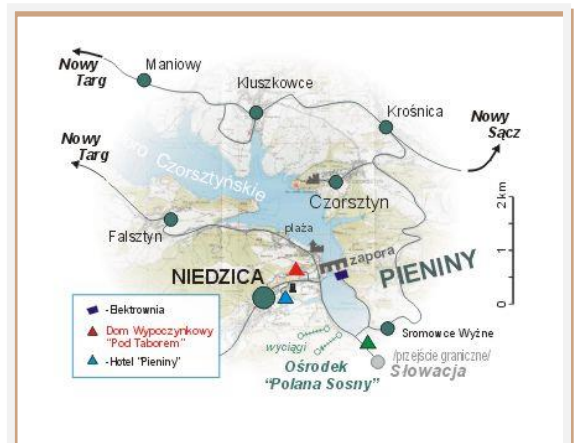 Maniowy
Nowy
Targ
Kluszkowce
Krośnica
Nowy
Sącz
Nowy
Targ
Czorsztyńskie
Czorsztyn
2 km
plaża
Falsztyn
zapora
PIENINY
1
NIEDZICA
0
-Elektrownia
Dom Wypoczynkowy
"Pod Taborem"
-Hotel "Pieniny"
Sromowce Wyżne
wyciągi
/przejście graniczne/
Słowacja
Ośrodek
"Polana Sosny"